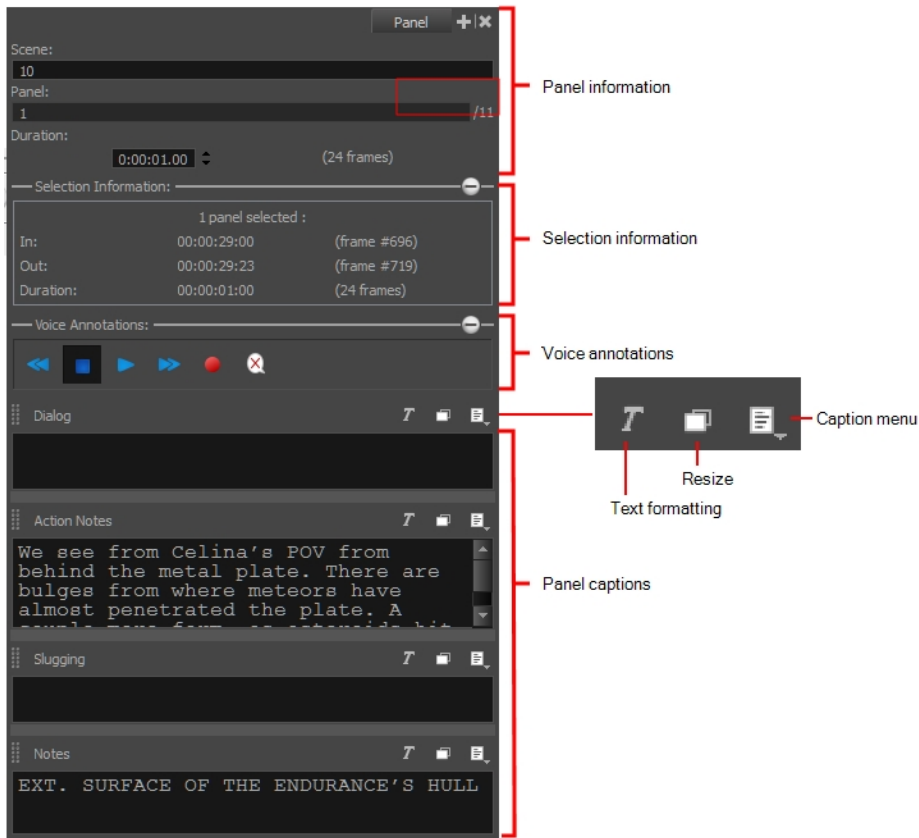 Panel
Scene:
10
Panel:
1 /11
Duration:
0:00:01.00 (24 frames)
Selection Information:
1 panel selected :
In: 00:00:29:00 (frame #696)
Out: 00:00:29:23 (frame #719)
Duration: 00:00:01:00 (24 frames)
Voice Annotations:
Dialog
Action Notes
We see from Celina's POV from
behind the metal plate. There are
bulges from where meteors have
almost penetrated the plate. A
Slugging
Notes
EXT. SURFACE OF THE ENDURANCE'S HULL
Panel information
Selection information
Voice annotations
Caption menu
Resize
Text formatting
Panel captions